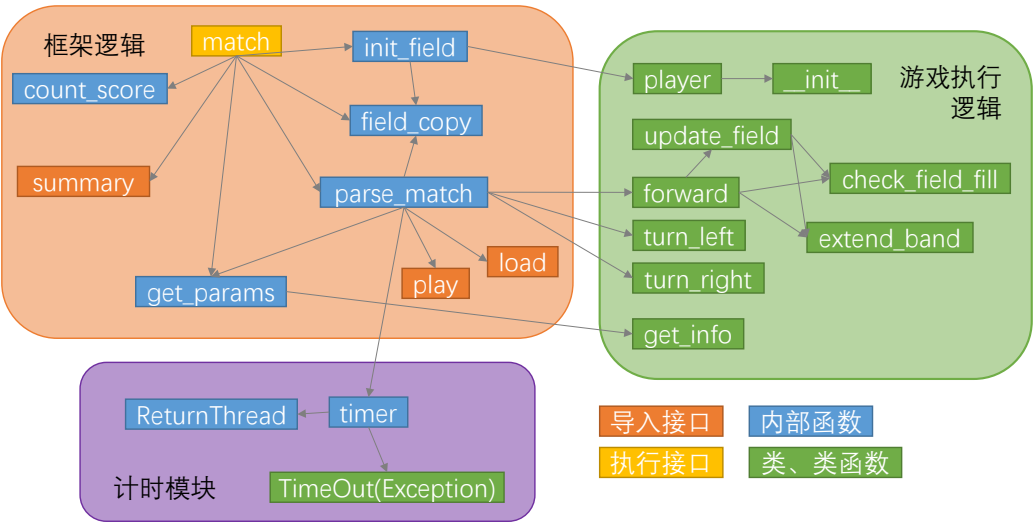 框架逻辑
match
init_field
count_score
field_copy
summary
parse_match
load
play
get_params
player
__init__
游戏执行
逻辑
update_field
check_field_fill
forward
turn_left
extend_band
turn_right
get_info
ReturnThread
timer
计时模块
TimeOut(Exception)
导入接口
内部函数
执行接口
类、类函数